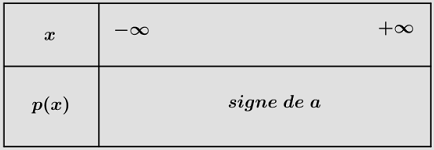 x −∞ +∞
p(x) signe de a